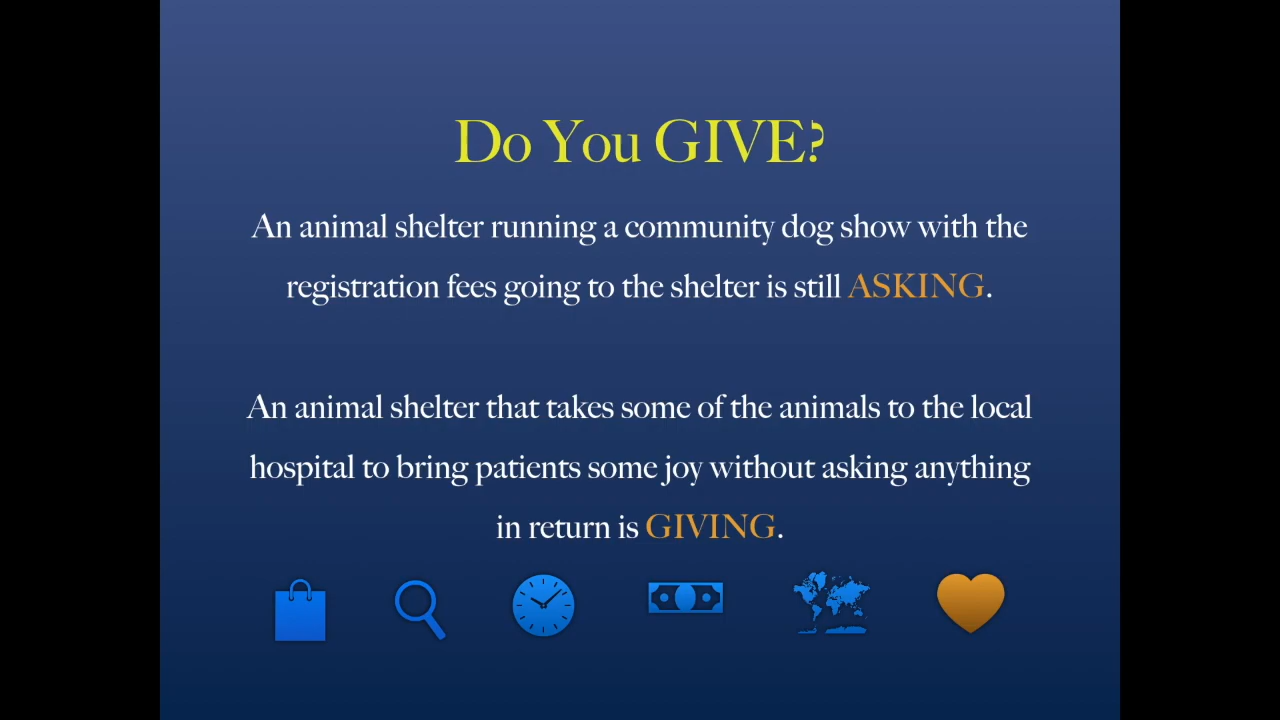 Do You GIVE?
An animal shelter running a community dog show with the
registration fees going to the shelter is still ASKING.
An animal shelter that takes some of the animals to the local
hospital to bring patients some joy without asking anything
in return is GIVING.